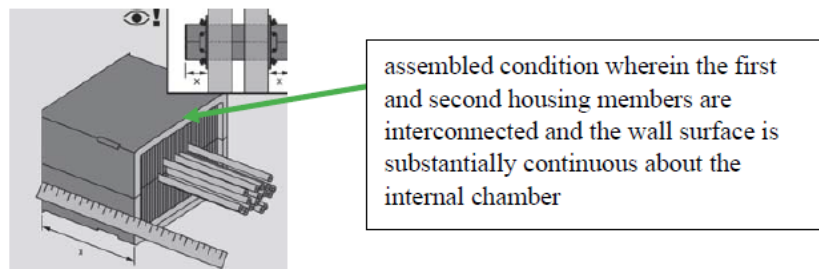 !
x
x
assembled condition wherein the first
and second housing members are
interconnected and the wall surface is
substantially continuous about the
internal chamber